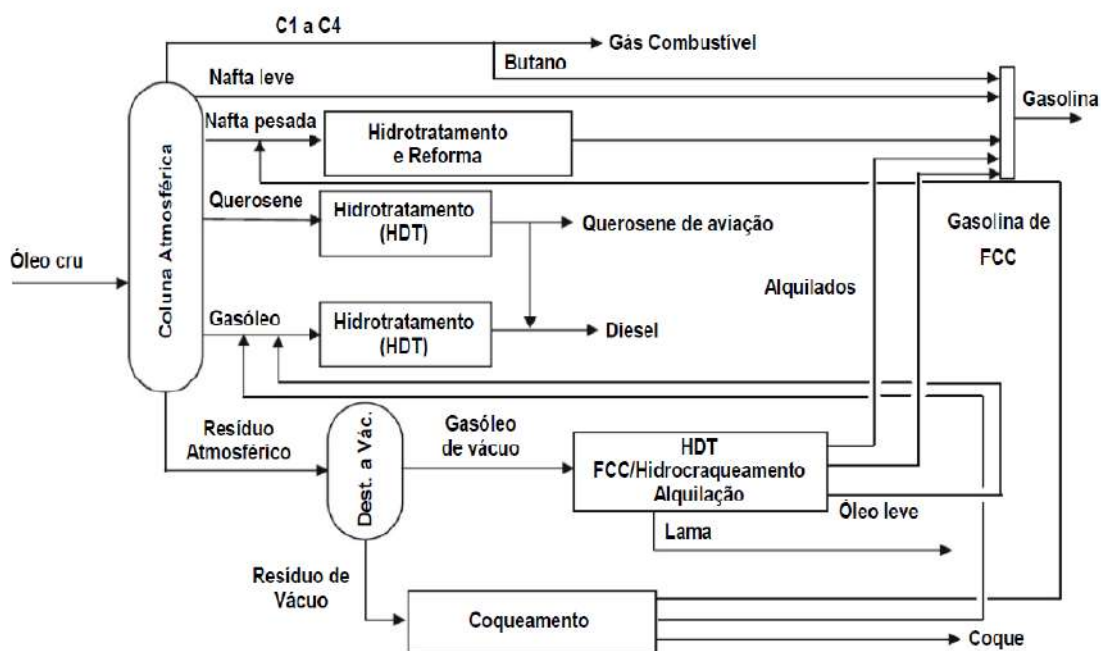 C1 a C4
Gás Combustível
Butano
Nafta leve
Gasolina
Nafta pesada
Hidrotratamento
e Reforma
Querosene
Hidrotratamento
(HDT)
Querosene de aviação
Gasolina de
FCC
Óleo cru
Coluna Atmosférica
Alquilados
Gasóleo
Hidrotratamento
(HDT)
Diesel
Resíduo
Atmosférico
Dest. a Vác.
Gasóleo
de vácuo
HDT
FCC/Hidrocraqueamento
Alquilação
Óleo leve
Lama
Resíduo de
Vácuo
Coqueamento
Coque